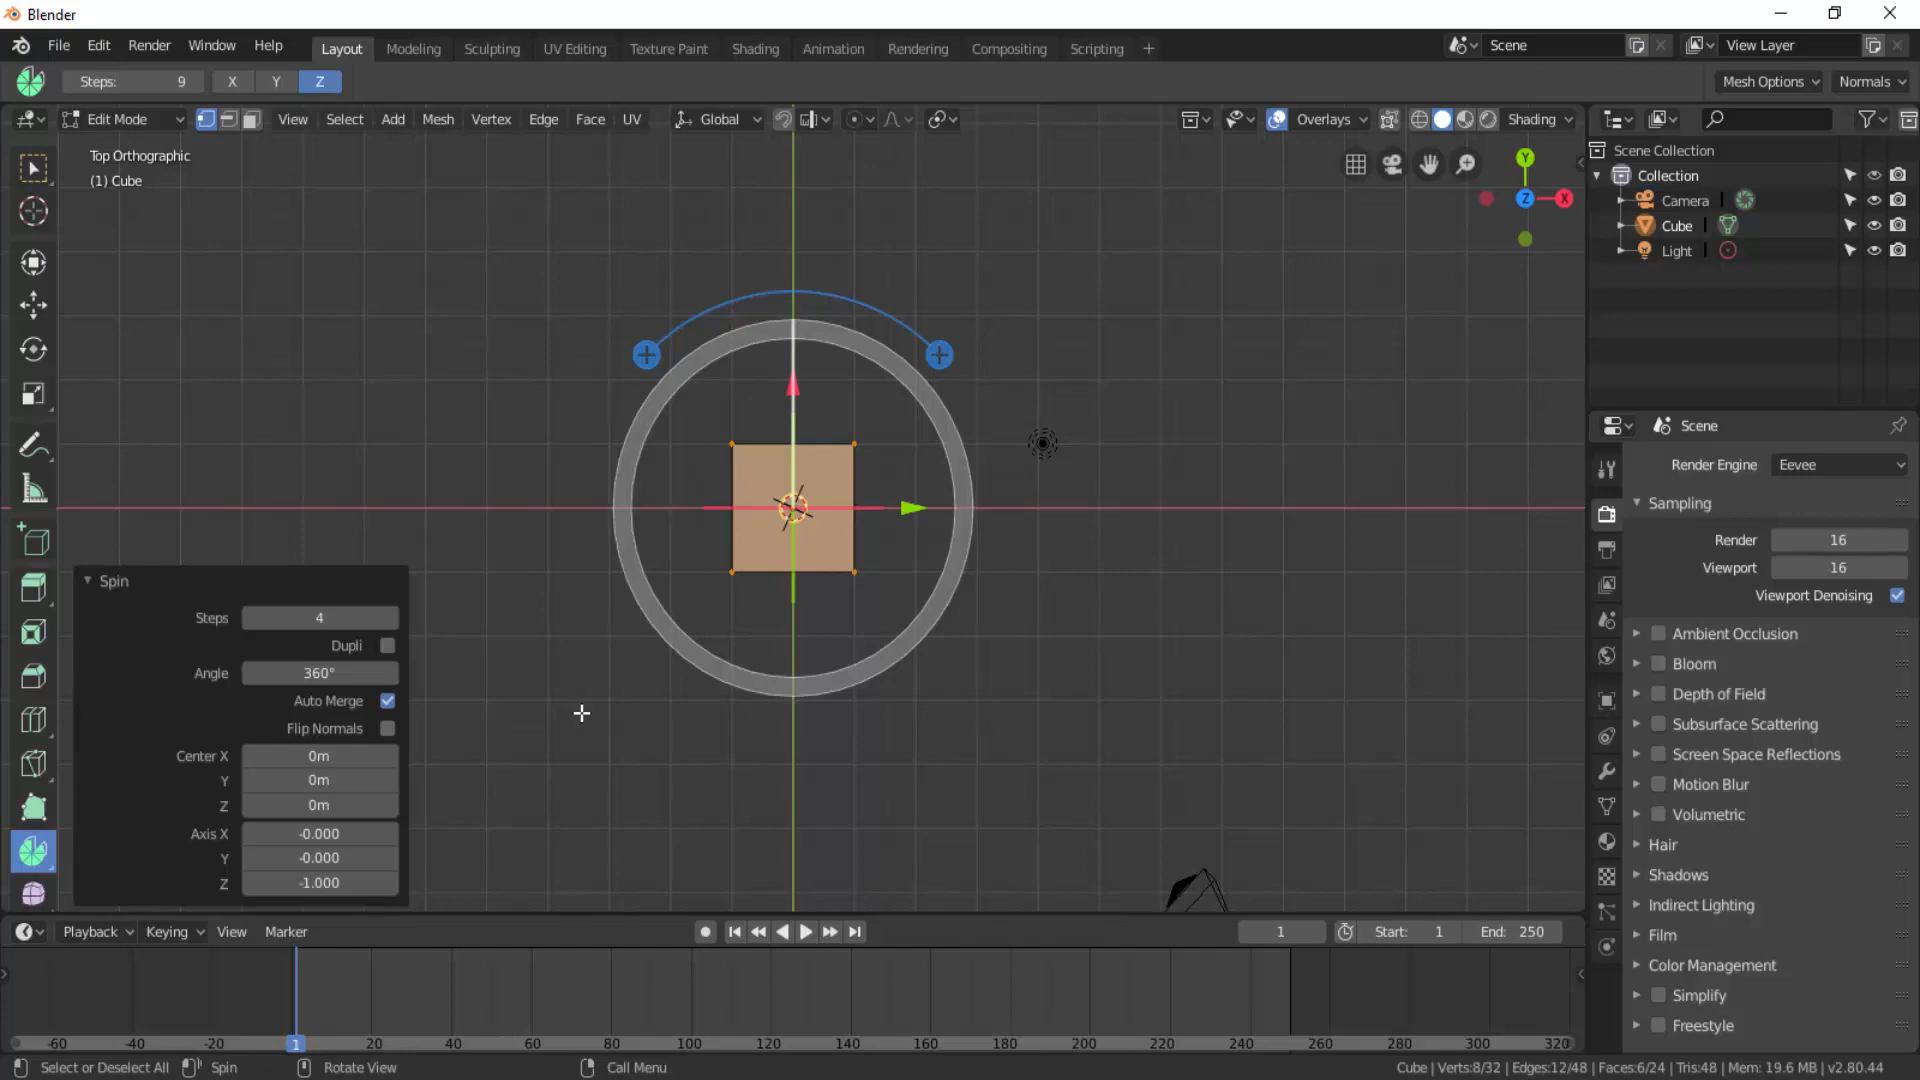 Blender
File Edit Render Window Help Layout Modeling Sculpting UV Editing Texture Paint Shading Animation Rendering Compositing Scripting + Scene View Layer
Steps: 9 X Y Z Mesh Options Normals
Edit Mode View Select Add Mesh Vertex Edge Face UV Global Overlays Shading
Top Orthographic
(1) Cube
Y
Z X
Scene Collection
Collection
Camera
Cube
Light
Scene
Render Engine Eevee
Sampling
Render 16
Viewport 16
Viewport Denoising
Ambient Occlusion
Bloom
Depth of Field
Subsurface Scattering
Screen Space Reflections
Motion Blur
Volumetric
Hair
Shadows
Indirect Lighting
Film
Color Management
Simplify
Freestyle
Spin
Steps 4
Dupli
Angle 360°
Auto Merge
Flip Normals
Center X 0m
Y 0m
Z 0m
Axis X -0.000
Y -0.000
Z -1.000
Playback Keying View Marker 1 Start: 1 End: 250
-60 -40 -20 1 20 40 60 80 100 120 140 160 180 200 220 240 260 280 300 320
Select or Deselect All Spin Rotate View Call Menu Cube | Verts:8/32 | Edges:12/48 | Faces:6/24 | Tris:48 | Mem: 19.6 MB | v2.80.44